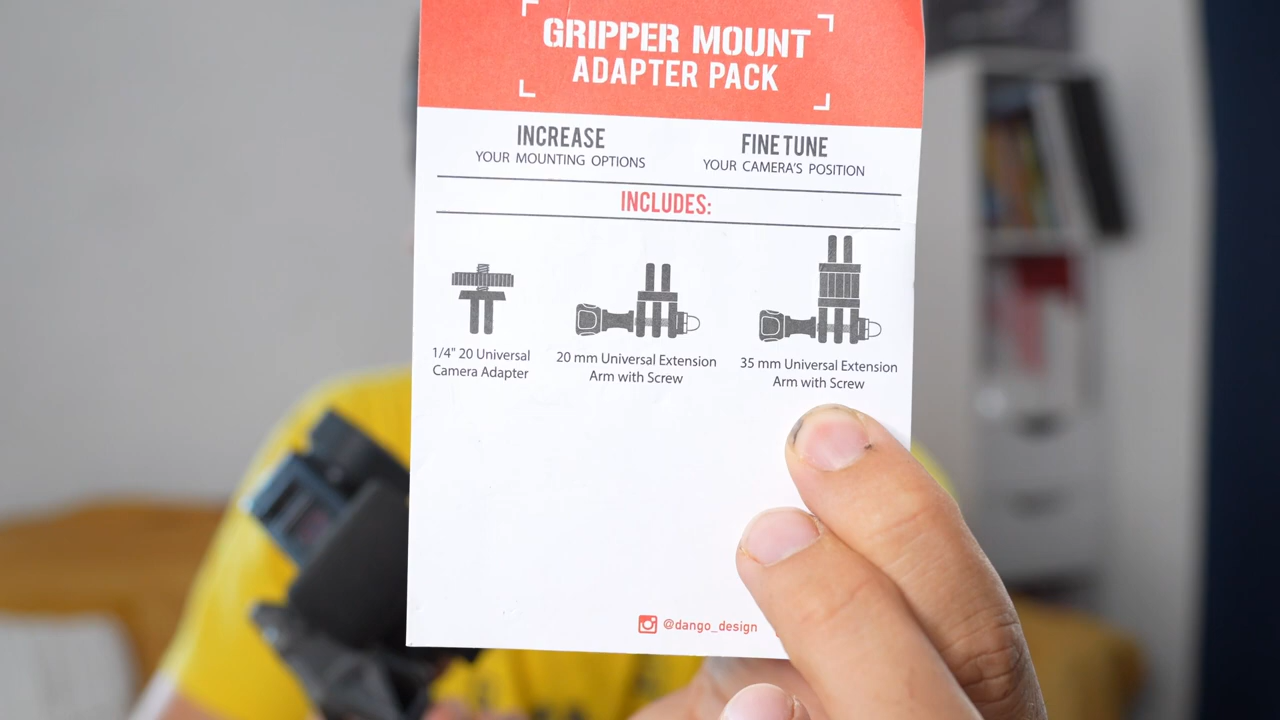 GRIPPER MOUNT
ADAPTER PACK
INCREASE
YOUR MOUNTING OPTIONS
FINE TUNE
YOUR CAMERA'S POSITION
INCLUDES:
1/4" 20 Universal
Camera Adapter
20 mm Universal Extension
Arm with Screw
35 mm Universal Extension
Arm with Screw
@dango_design